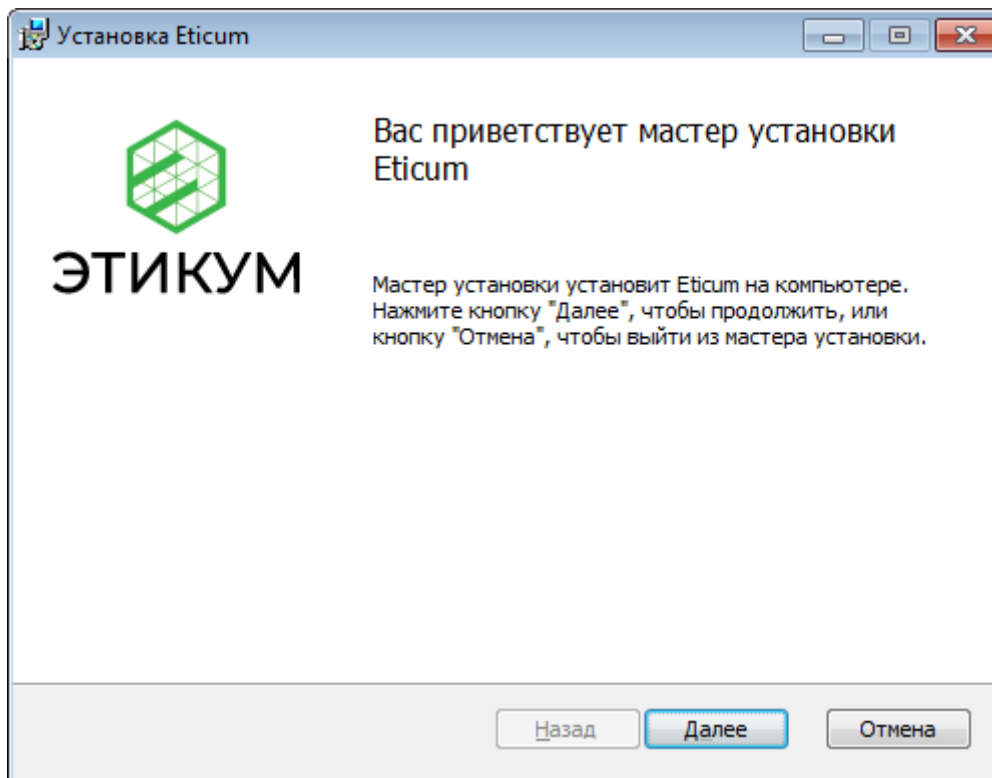 Установка Eticum
Вас приветствует мастер установки
Eticum
ЭТИКУМ
Мастер установки установит Eticum на компьютере.
Нажмите кнопку "Далее", чтобы продолжить, или
кнопку "Отмена", чтобы выйти из мастера установки.
Назад
Далее
Отмена